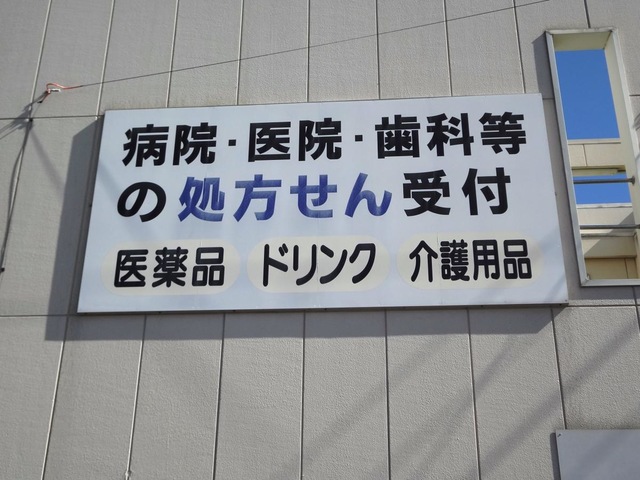 病院・医院・歯科等
の処方せん受付
医薬品 ドリンク 介護用品